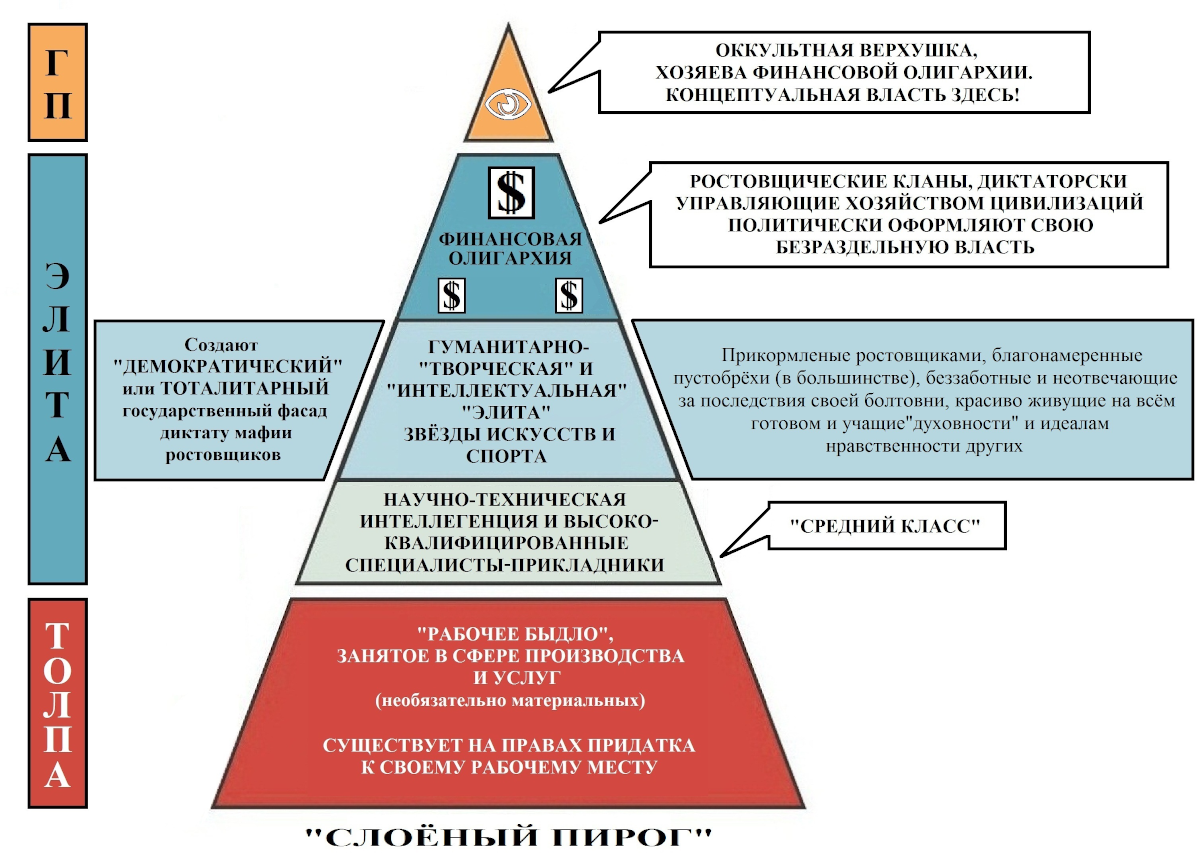 Г
П
ОККУЛЬТНАЯ ВЕРХУШКА,
ХОЗЯЕВА ФИНАНСОВОЙ ОЛИГАРХИИ.
КОНЦЕПТУАЛЬНАЯ ВЛАСТЬ ЗДЕСЬ!
Э
Л
И
Т
А
$
ФИНАНСОВАЯ
ОЛИГАРХИЯ
$ $
РОСТОВЩИЧЕСКИЕ КЛАНЫ, ДИКТАТОРСКИ
УПРАВЛЯЮЩИЕ ХОЗЯЙСТВОМ ЦИВИЛИЗАЦИЙ
ПОЛИТИЧЕСКИ ОФОРМЛЯЮТ СВОЮ
БЕЗРАЗДЕЛЬНУЮ ВЛАСТЬ
Создают
"ДЕМОКРАТИЧЕСКИЙ"
или ТОТАЛИТАРНЫЙ
государственный фасад
диктату мафии
ростовщиков
ГУМАНИТАРНО-
"ТВОРЧЕСКАЯ" И
"ИНТЕЛЛЕКТУАЛЬНАЯ"
"ЭЛИТА"
ЗВЁЗДЫ ИСКУССТВ И
СПОРТА
Прикормленые ростовщиками, благонамеренные
пустобрёхи (в большинстве), беззаботные и неотвечающие
за последствия своей болтовни, красиво живущие на всём
готовом и учащие"духовности" и идеалам
нравственности других
НАУЧНО-ТЕХНИЧЕСКАЯ
ИНТЕЛЛЕГЕНЦИЯ И ВЫСОКО-
КВАЛИФИЦИРОВАННЫЕ
СПЕЦИАЛИСТЫ-ПРИКЛАДНИКИ
"СРЕДНИЙ КЛАСС"
Т
О
Л
П
А
"РАБОЧЕЕ БЫДЛО",
ЗАНЯТОЕ В СФЕРЕ ПРОИЗВОДСТВА
И УСЛУГ
(необязательно материальных)
СУЩЕСТВУЕТ НА ПРАВАХ ПРИДАТКА
К СВОЕМУ РАБОЧЕМУ МЕСТУ
"СЛОЁНЫЙ ПИРОГ"